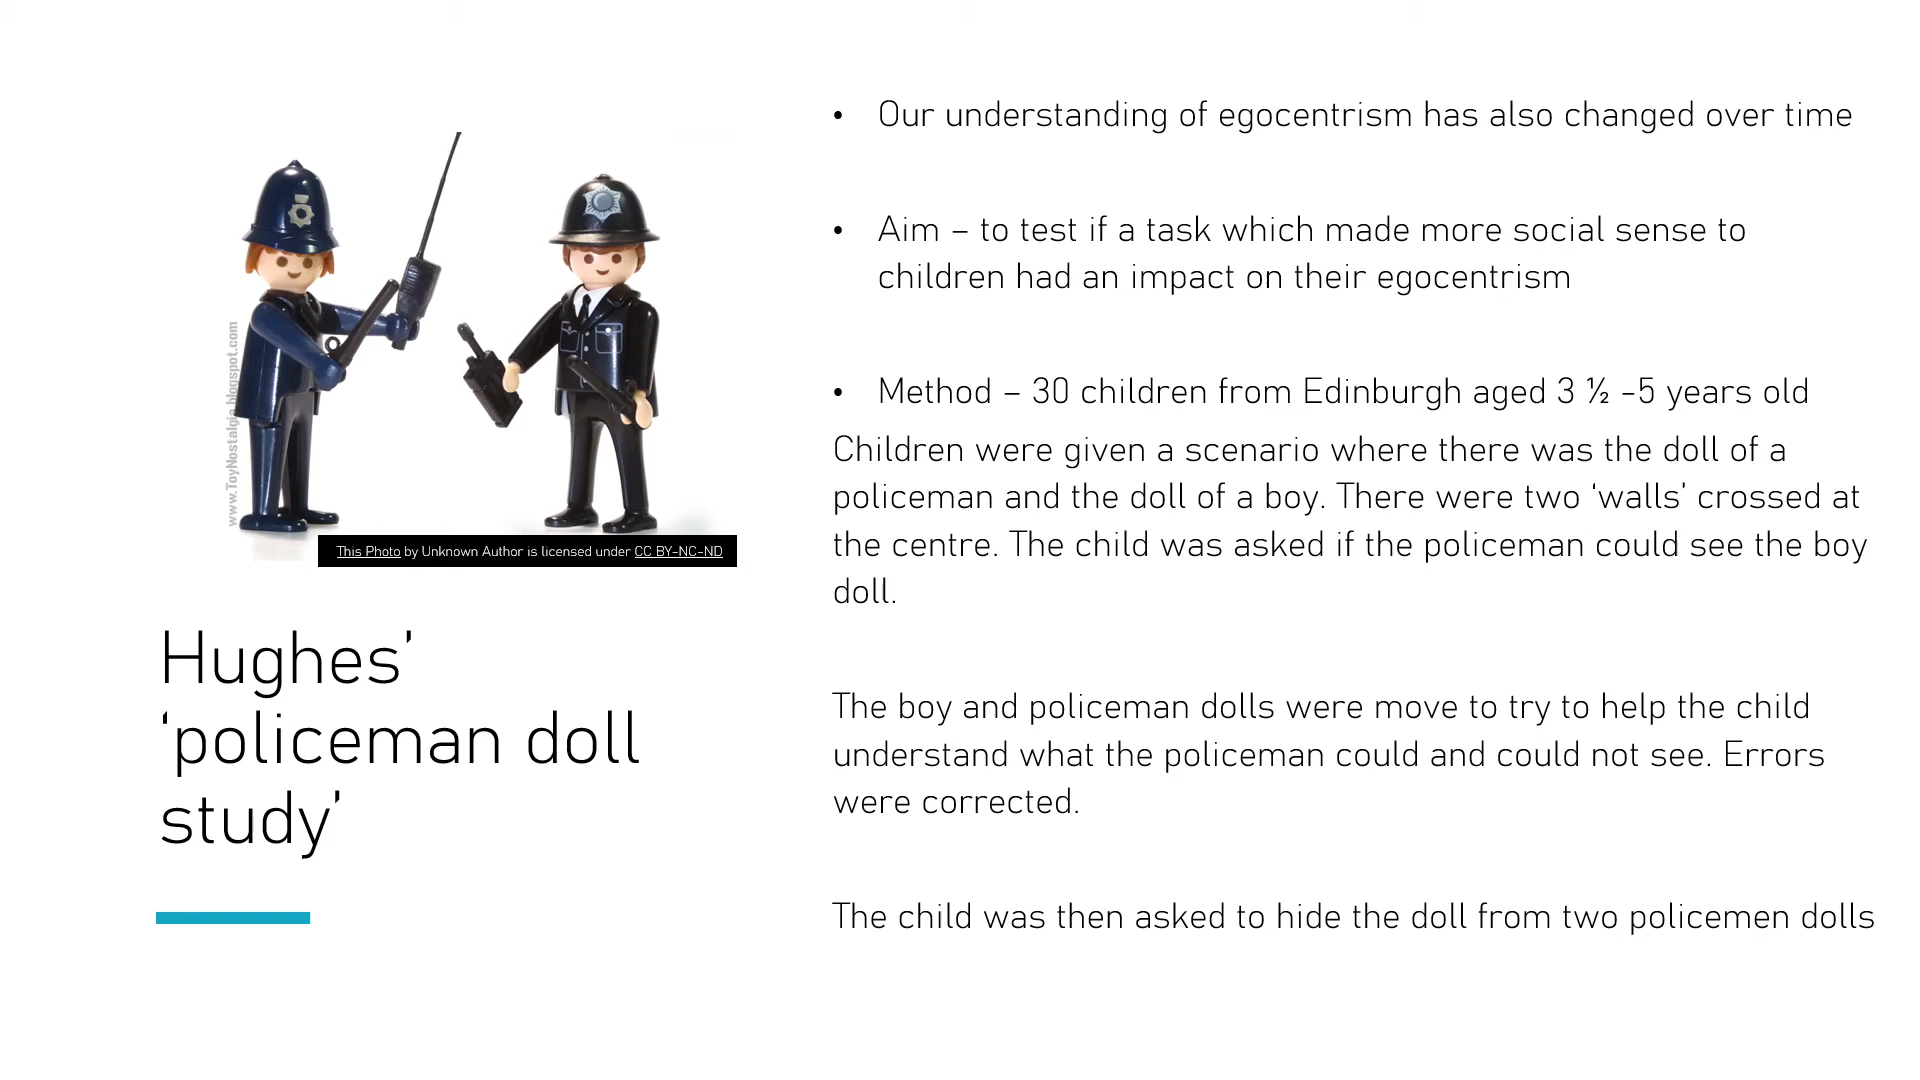 www.ToyNostalgia.blogspot.com
This Photo by Unknown Author is licensed under CC BY-NC-ND
Hughes’
‘policeman doll
study’
• Our understanding of egocentrism has also changed over time
• Aim – to test if a task which made more social sense to
children had an impact on their egocentrism
• Method – 30 children from Edinburgh aged 3 ½ -5 years old
Children were given a scenario where there was the doll of a
policeman and the doll of a boy. There were two ‘walls’ crossed at
the centre. The child was asked if the policeman could see the boy
doll.
The boy and policeman dolls were move to try to help the child
understand what the policeman could and could not see. Errors
were corrected.
The child was then asked to hide the doll from two policemen dolls